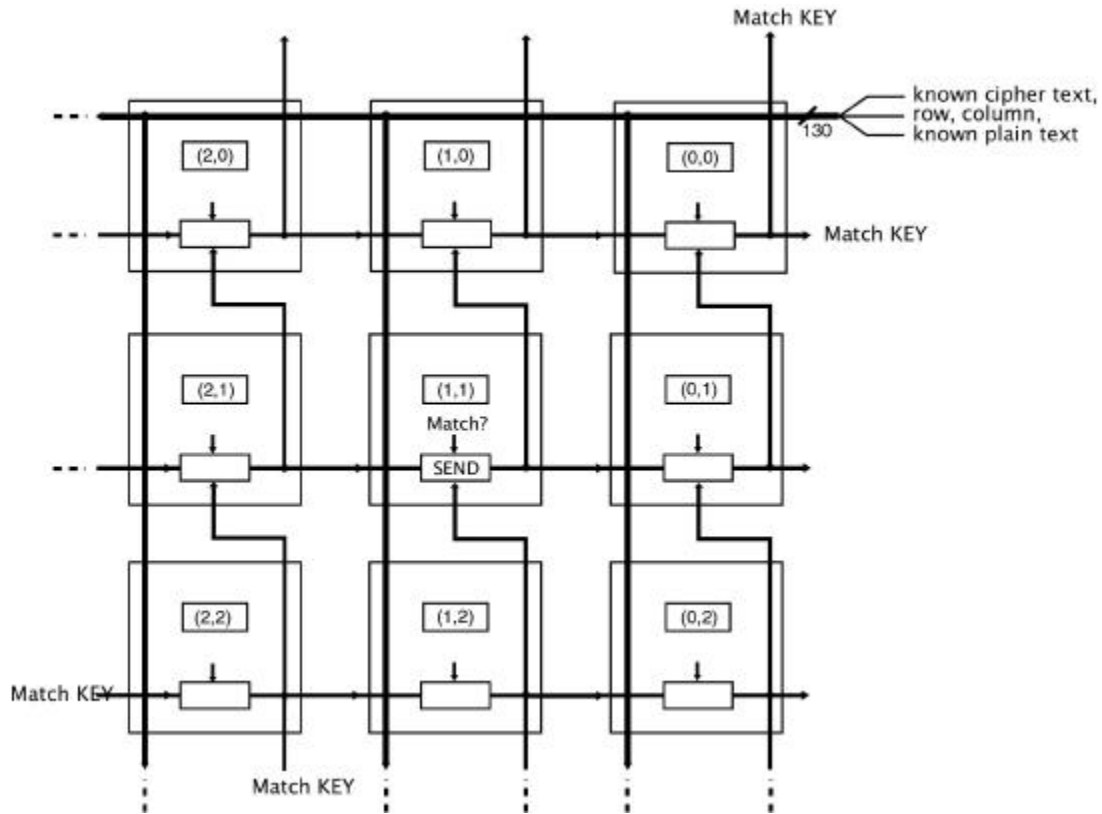 Match KEY
known cipher text,
row, column,
known plain text
130
(2,0)
(1,0)
(0,0)
Match KEY
(2,1)
(1,1)
(0,1)
Match?
SEND
(2,2)
(1,2)
(0,2)
Match KEY
Match KEY